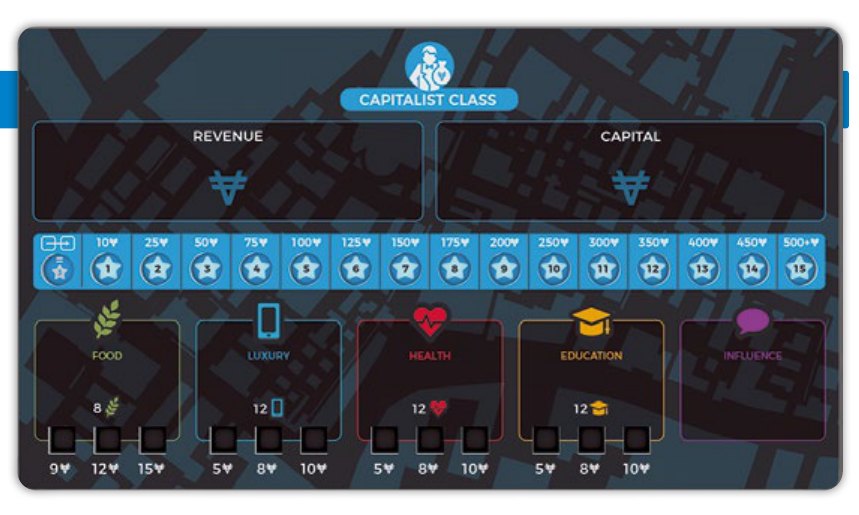 CAPITALIST CLASS
REVENUE
CAPITAL
10 25 50 75 100 125 150 175 200 250 300 350 400 450 500+
1 2 3 4 5 6 7 8 9 10 11 12 13 14 15
FOOD
LUXURY
HEALTH
EDUCATION
INFLUENCE
8
12
12
12
9 12 15
5 8 10
5 8 10
5 8 10